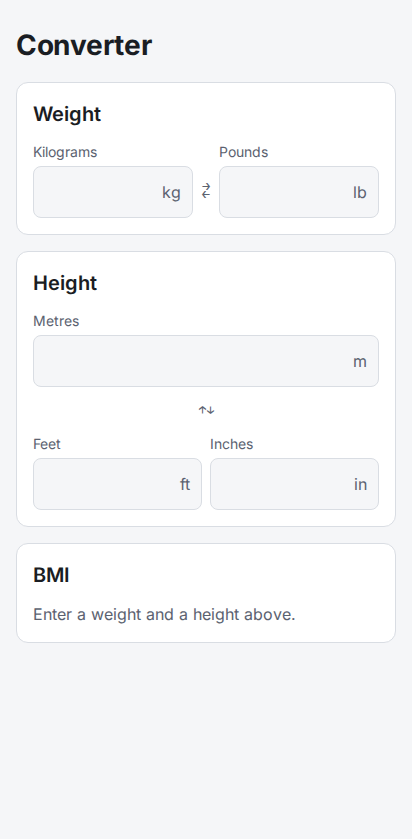 Converter
Weight
Kilograms Pounds
kg ⇄ lb
Height
Metres
m
↑↓
Feet Inches
ft in
BMI
Enter a weight and a height above.